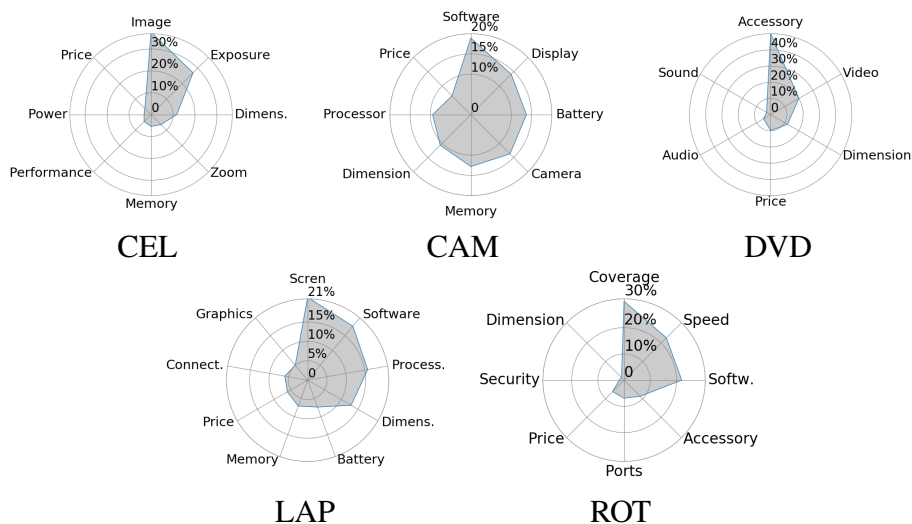 Image
30%
20%
10%
0
Exposure
Dimens.
Zoom
Memory
Performance
Power
Price
CEL
Software
20%
15%
10%
0
Display
Battery
Camera
Memory
Dimension
Processor
Price
CAM
Accessory
40%
30%
20%
10%
0
Video
Dimension
Price
Audio
Sound
DVD
Scren
21%
15%
10%
5%
0
Software
Process.
Dimens.
Battery
Memory
Price
Connect.
Graphics
LAP
Coverage
30%
20%
10%
0
Speed
Softw.
Accessory
Ports
Price
Security
Dimension
ROT